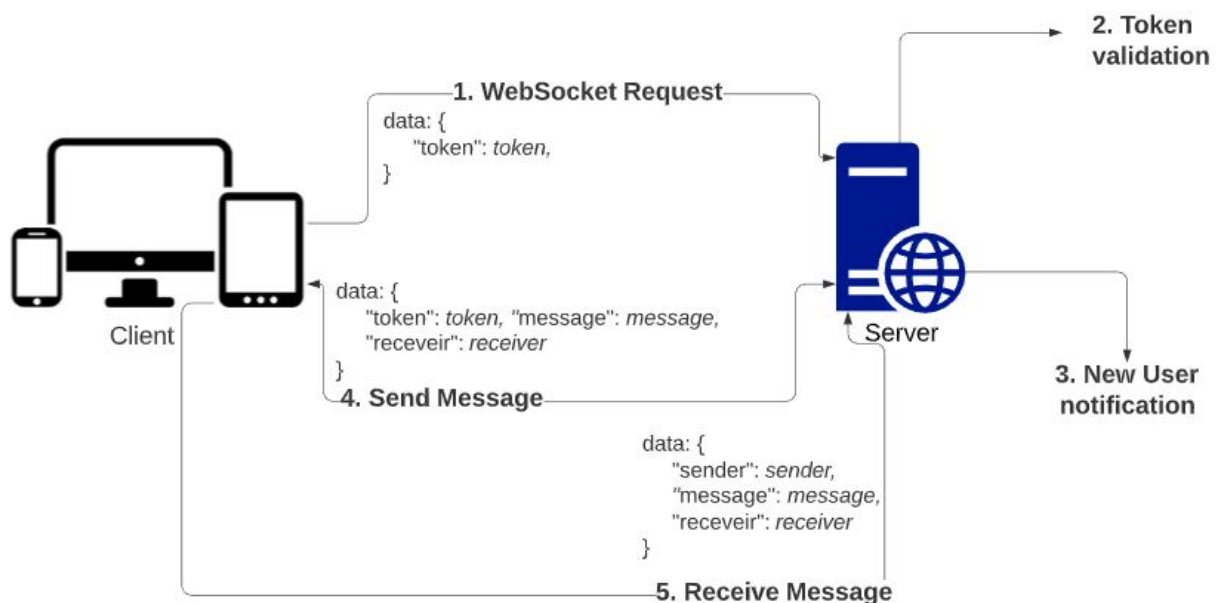 2. Token
validation
1. WebSocket Request
data: {
"token": token,
}
Client
Server
data: {
"token": token, "message": message,
"receveir": receiver
}
4. Send Message
3. New User
notification
data: {
"sender": sender,
"message": message,
"receveir": receiver
}
5. Receive Message